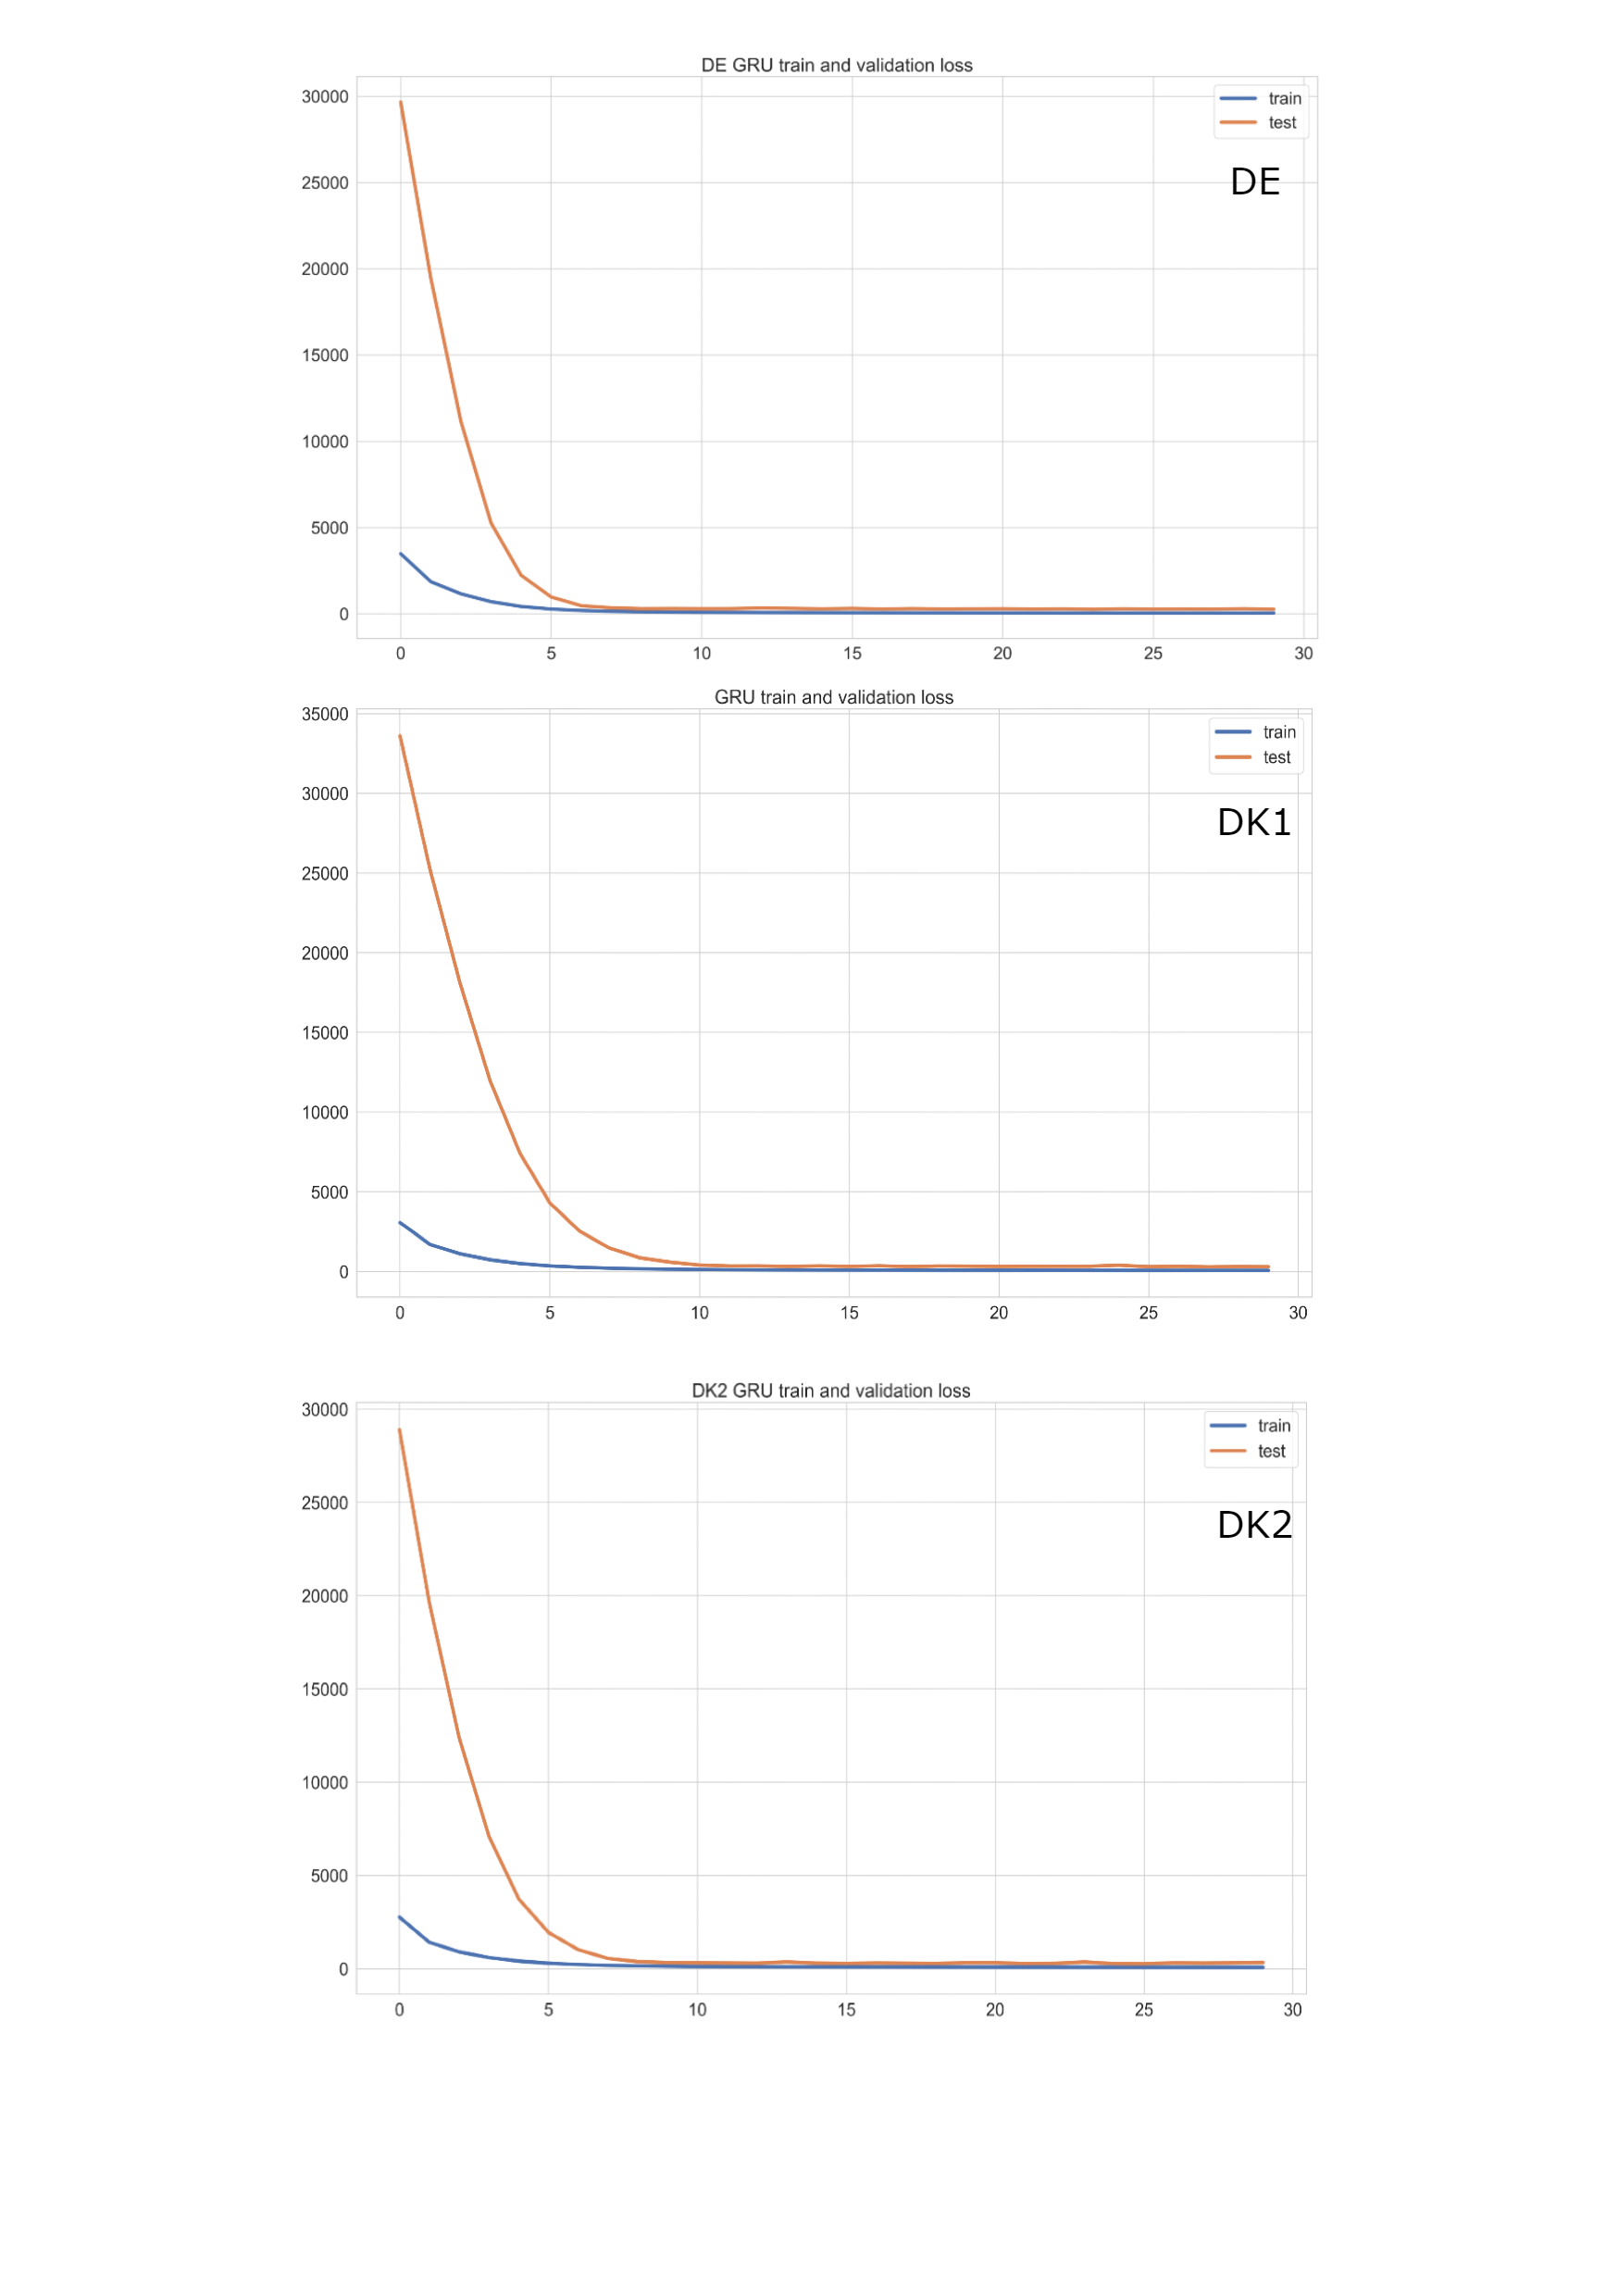 DE GRU train and validation loss
30000
train
test
DE
25000
20000
15000
10000
5000
0
0 5 10 15 20 25 30
GRU train and validation loss
35000
train
test
30000
DK1
25000
20000
15000
10000
5000
0
0 5 10 15 20 25 30
DK2 GRU train and validation loss
30000
train
test
25000
DK2
20000
15000
10000
5000
0
0 5 10 15 20 25 30